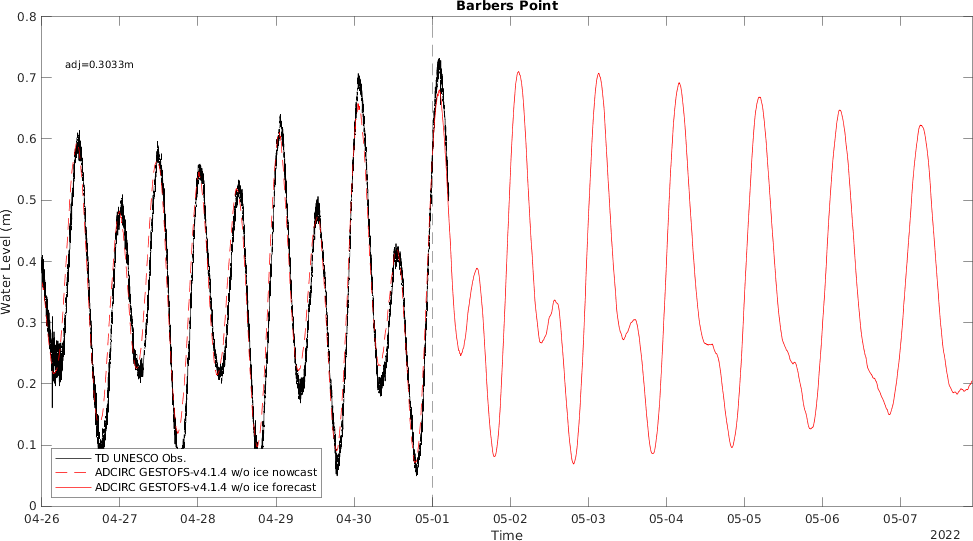 Barbers Point
0.8
0.7
0.6
0.5
0.4
0.3
0.2
0.1
0
Water Level (m)
adj=0.3033m
TD UNESCO Obs.
ADCIRC GESTOFS-v4.1.4 w/o ice nowcast
ADCIRC GESTOFS-v4.1.4 w/o ice forecast
04-26 04-27 04-28 04-29 04-30 05-01 05-02 05-03 05-04 05-05 05-06 05-07
Time
2022